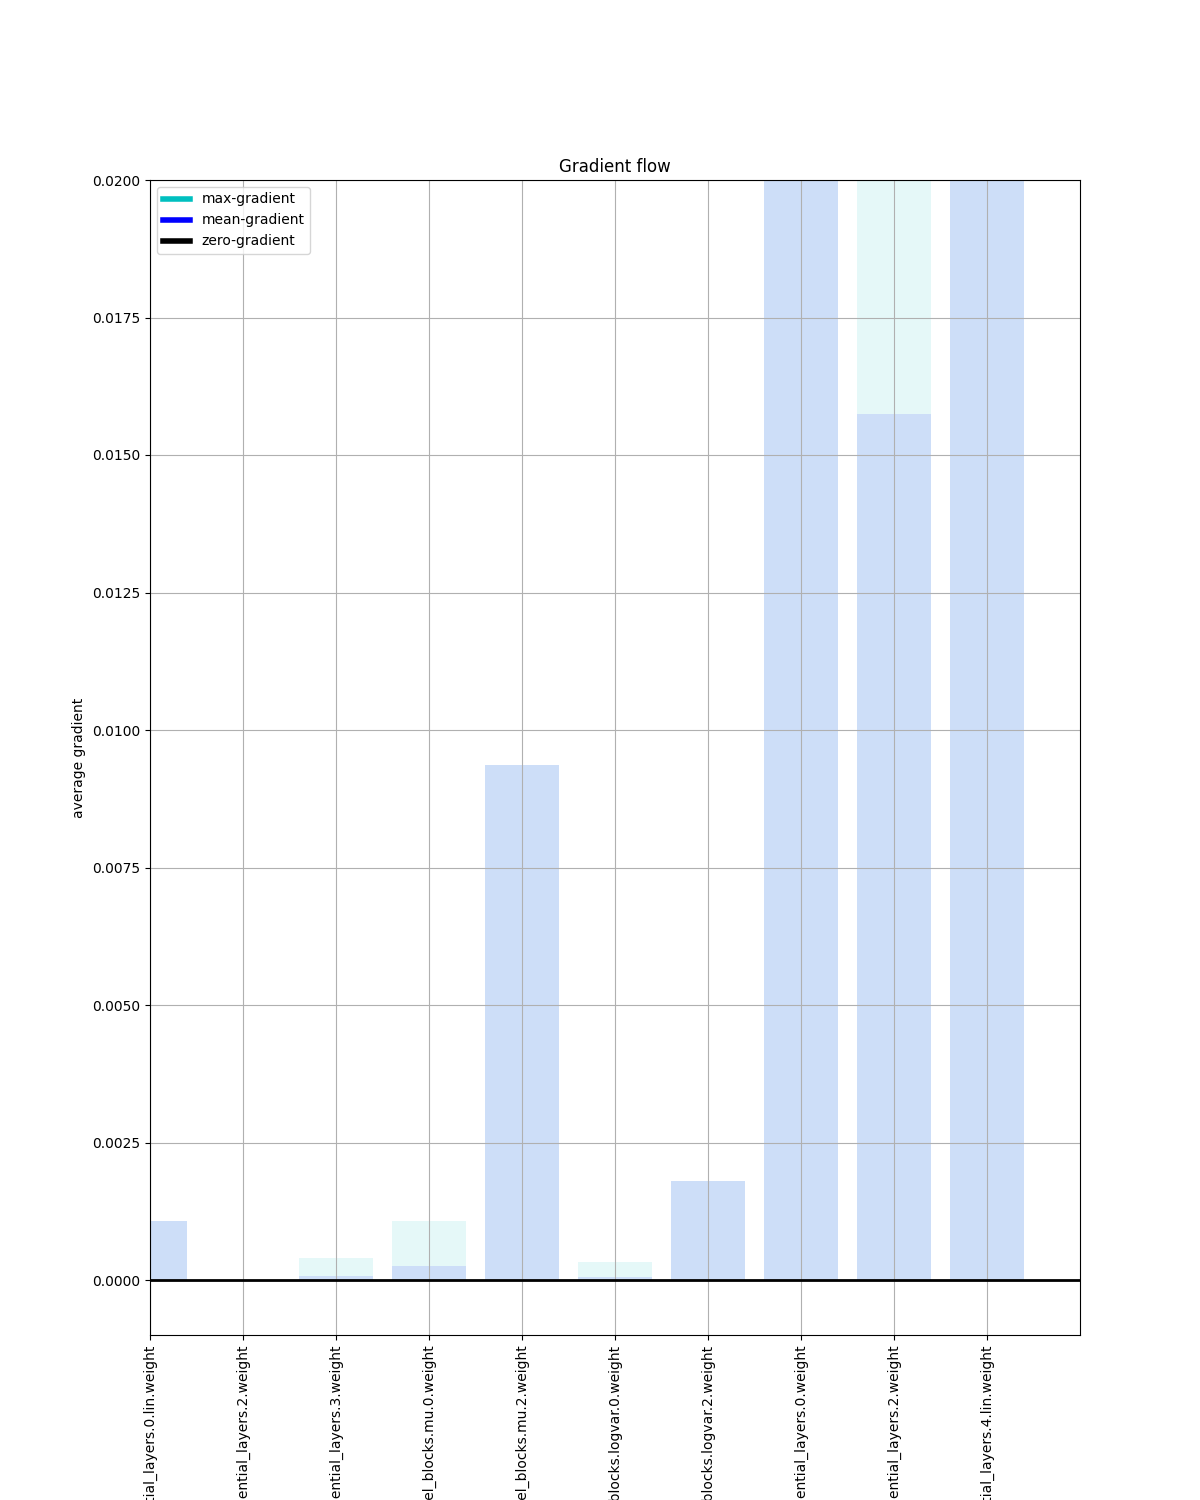 Gradient flow
max-gradient
mean-gradient
zero-gradient
0.0200
0.0175
0.0150
0.0125
0.0100
0.0075
0.0050
0.0025
0.0000
average gradient
tial_layers.0.lin.weight
ential_layers.2.weight
ential_layers.3.weight
el_blocks.mu.0.weight
el_blocks.mu.2.weight
blocks.logvar.0.weight
blocks.logvar.2.weight
ential_layers.0.weight
ential_layers.2.weight
tial_layers.4.lin.weight